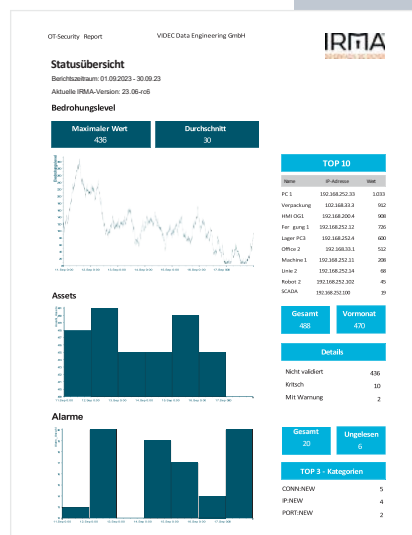 OT-Security Report
VIDEC Data Engineering GmbH
IRMA
Statusübersicht
Berichtszeitraum: 01.09.2023 - 30.09.23
Aktuelle IRMA-Version: 23.06-rc6
Bedrohungslevel
Maximaler Wert
436
Durchschnitt
30
TOP 10
Name IP-Adresse Wert
PC 1 192.168.252.33 1.033
Verpackung 102.168.33.3 912
HMI OG1 192.168.200.4 908
Fer gung 1 192.168.252.12 726
Lager PC3 192.168.252.4 600
Office 2 192.168.33.1 512
Machine 1 192.168.252.11 208
Linie 2 192.168.252.14 68
Robot 2 192.168.252.102 45
SCADA 192.168.252.100 19
Assets
Gesamt
488
Vormonat
470
Details
Nicht validiert 436
Kritsch 10
Mit Warnung 2
Alarme
Gesamt
20
Ungelesen
6
TOP 3 - Kategorien
CONN:NEW 5
IP:NEW 4
PORT:NEW 2